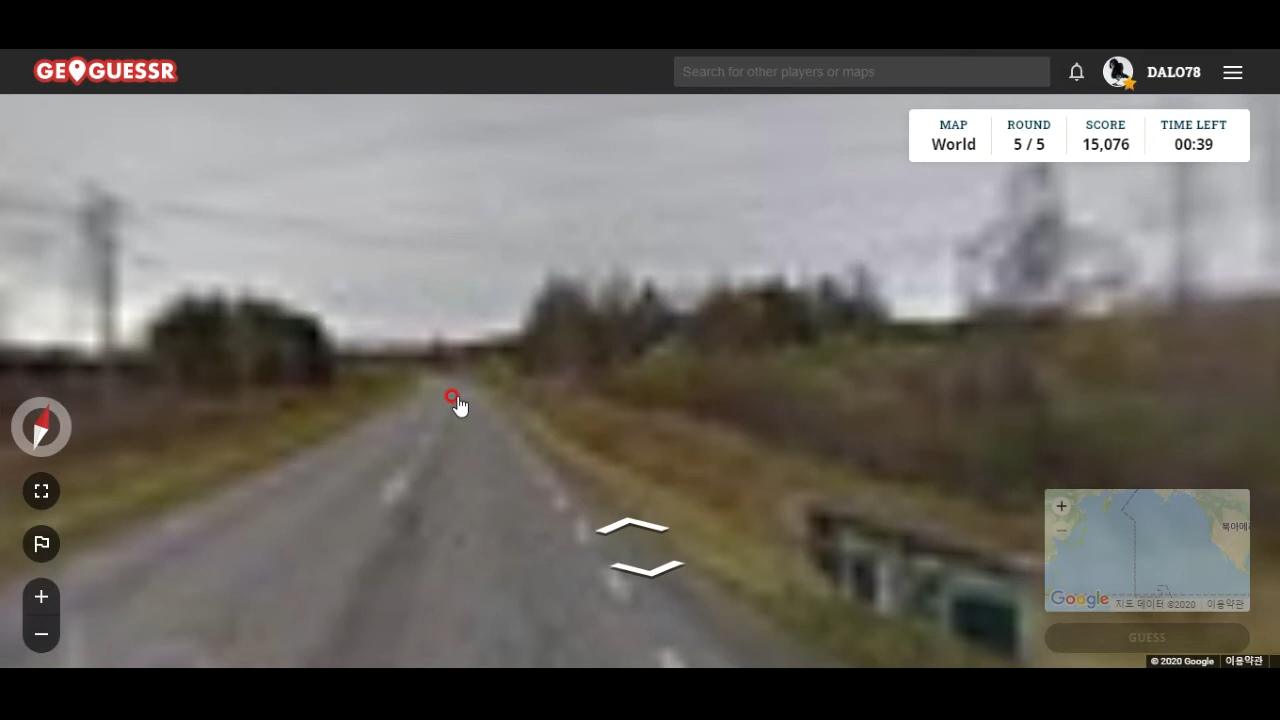 GEOGUESSR
Search for other players or maps
DALO78
MAP
World
ROUND
5 / 5
SCORE
15,076
TIME LEFT
00:39
+
−
북아메
Google
지도 데이터 ©2020
이용약관
GUESS
© 2020 Google
이용약관